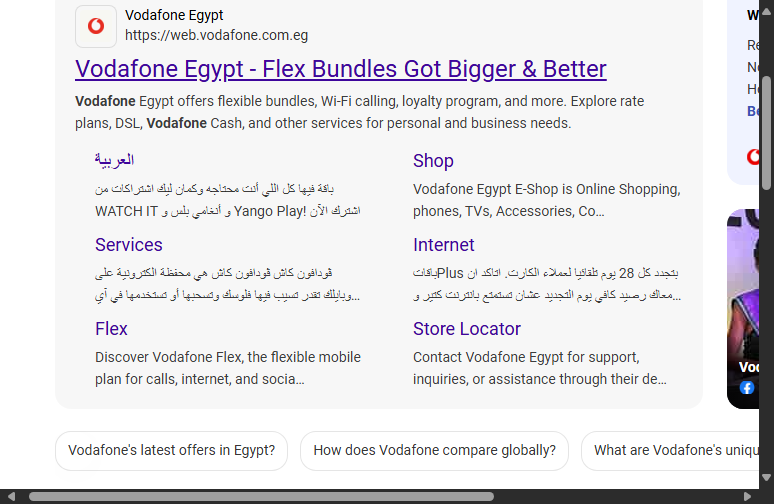 Vodafone Egypt
https://web.vodafone.com.eg
Vodafone Egypt - Flex Bundles Got Bigger & Better
Vodafone Egypt offers flexible bundles, Wi-Fi calling, loyalty program, and more. Explore rate
plans, DSL, Vodafone Cash, and other services for personal and business needs.
العربية
باقة فيها كل اللي أنت محتاجه وكمان ليك اشتراكات من
WATCH IT و أنغامي بلس و Yango Play! اشترك الآن
Shop
Vodafone Egypt E-Shop is Online Shopping,
phones, TVs, Accessories, Co…
Services
ڤودافون كاش ڤودافون كاش هي محفظة الكترونية على
موبايلك تقدر تسيب فيها فلوسك وتسحبها أو تستخدمها في أي…
Internet
باقاتPlus بتجدد كل 28 يوم تلقائيا لعملاء الكارت. اتاكد ان
معاك رصيد كافي يوم التجديد عشان تستمتع بانترنت كتير و…
Flex
Discover Vodafone Flex, the flexible mobile
plan for calls, internet, and socia…
Store Locator
Contact Vodafone Egypt for support,
inquiries, or assistance through their de…
Vodafone's latest offers in Egypt?
How does Vodafone compare globally?
What are Vodafone's uniqu
W
Re
He
Be
Vod